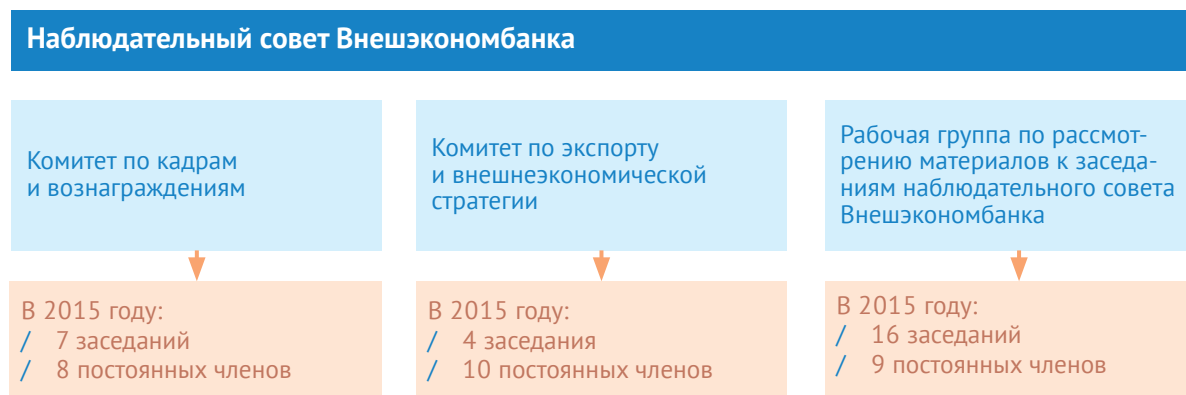 Наблюдательный совет Внешэкономбанка
Комитет по кадрам
и вознаграждениям
В 2015 году:
/ 7 заседаний
/ 8 постоянных членов
Комитет по экспорту
и внешнеэкономической
стратегии
В 2015 году:
/ 4 заседания
/ 10 постоянных членов
Рабочая группа по рассмот-
рению материалов к заседа-
ниям наблюдательного совета
Внешэкономбанка
В 2015 году:
/ 16 заседаний
/ 9 постоянных членов